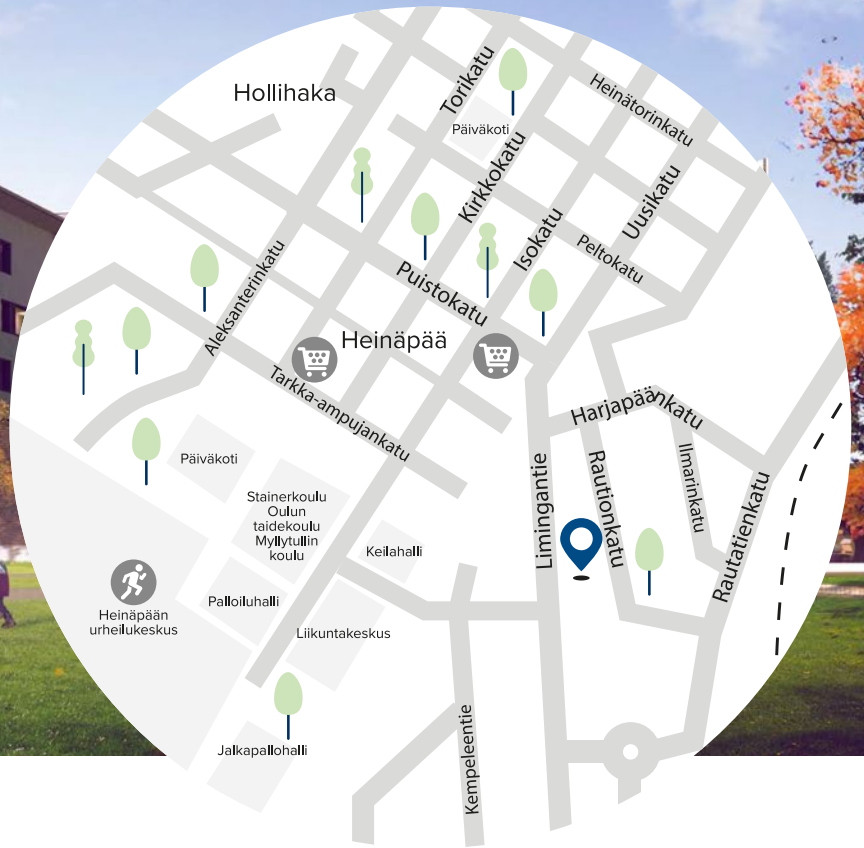 Hollihaka
Torikatu
Heinätorinkatu
Päiväkoti
Kirkkokatu
Uusikatu
Isokatu
Peltokatu
Aleksanterinkatu
Puistokatu
Heinäpää
Tarkka-ampujankatu
Harjapäänkatu
Ilmarinkatu
Päiväkoti
Limingantie
Rautionkatu
Rautatienkatu
Stainerkoulu
Oulun
taidekoulu
Myllytullin
koulu
Keilahalli
Palloiluhalli
Heinäpään
urheilukeskus
Liikuntakeskus
Kempeleentie
Jalkapallohalli